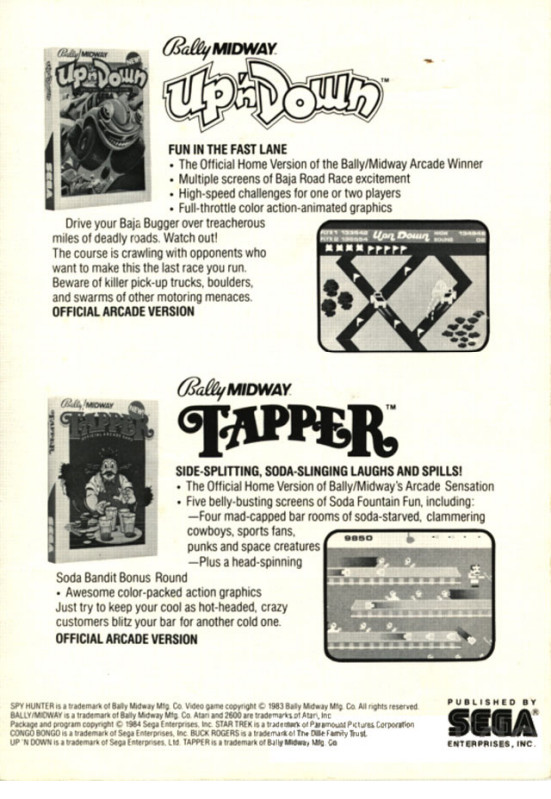 Bally MIDWAY
Up'n Down™
Bally MIDWAY
Up'n Down
SEGA
FUN IN THE FAST LANE
• The Official Home Version of the Bally/Midway Arcade Winner
• Multiple screens of Baja Road Race excitement
• High-speed challenges for one or two players
• Full-throttle color action-animated graphics
Drive your Baja Bugger over treacherous
miles of deadly roads. Watch out!
The course is crawling with opponents who
want to make this the last race you run.
Beware of killer pick-up trucks, boulders,
and swarms of other motoring menaces.
OFFICIAL ARCADE VERSION
Up'n Down
Bally MIDWAY
TAPPER™
Bally MIDWAY
TAPPER
SEGA
SIDE-SPLITTING, SODA-SLINGING LAUGHS AND SPILLS!
• The Official Home Version of Bally/Midway's Arcade Sensation
• Five belly-busting screens of Soda Fountain Fun, including:
—Four mad-capped bar rooms of soda-starved, clammering
cowboys, sports fans,
punks and space creatures
—Plus a head-spinning
Soda Bandit Bonus Round
• Awesome color-packed action graphics
Just try to keep your cool as hot-headed, crazy
customers blitz your bar for another cold one.
OFFICIAL ARCADE VERSION
9850
SPY HUNTER is a trademark of Bally Midway Mfg. Co. Video game copyright © 1983 Bally Midway Mfg. Co. All rights reserved.
BALLY/MIDWAY is a trademark of Bally Midway Mfg. Co. Atari and 2600 are trademarks of Atari, Inc
Package and program copyright © 1984 Sega Enterprises, Inc. STAR TREK is a trademark of Paramount Pictures Corporation
CONGO BONGO is a trademark of Sega Enterprises, Inc. BUCK ROGERS is a trademark of The Dille Family Trust.
UP 'N DOWN is a trademark of Sega Enterprises, Ltd. TAPPER is a trademark of Bally Midway Mfg. Co.
PUBLISHED BY
SEGA®
ENTERPRISES, INC.